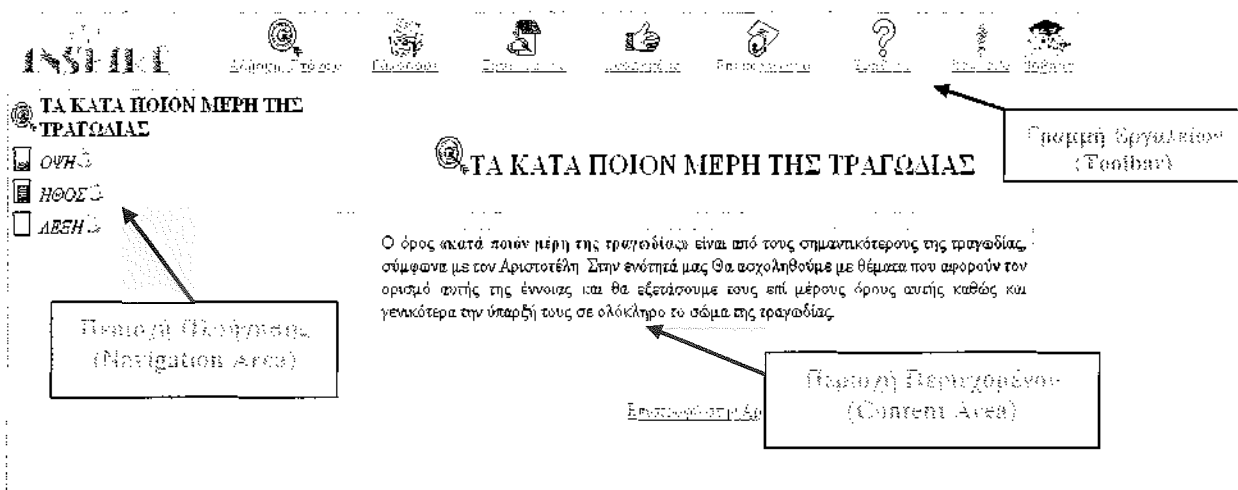 INSPIRE
ΤΑ ΚΑΤΑ ΠΟΙΟΝ ΜΕΡΗ ΤΗΣ
ΤΡΑΓΩΔΙΑΣ
ΟΨΗ
ΗΘΟΣ
ΛΕΞΗ
Γραμμή Εργαλείων
(Toolbar)
ΤΑ ΚΑΤΑ ΠΟΙΟΝ ΜΕΡΗ ΤΗΣ ΤΡΑΓΩΔΙΑΣ
Ο όρος «κατά ποιόν μέρη της τραγωδίας» είναι από τους σημαντικότερους της τραγωδίας,
σύμφωνα με τον Αριστοτέλη. Στην ενότητά μας Θα ασχοληθούμε με θέματα που αφορούν τον
ορισμό αυτής της έννοιας και θα εξετάσουμε τους επί μέρους όρους αυτής καθώς και
γενικότερα την ύπαρξή τους σε ολόκληρο το σώμα της τραγωδίας.
Περιοχή Πλοήγησης
(Navigation Area)
Περιοχή Περιεχομένου
(Content Area)
Επιστροφή στην Αρ